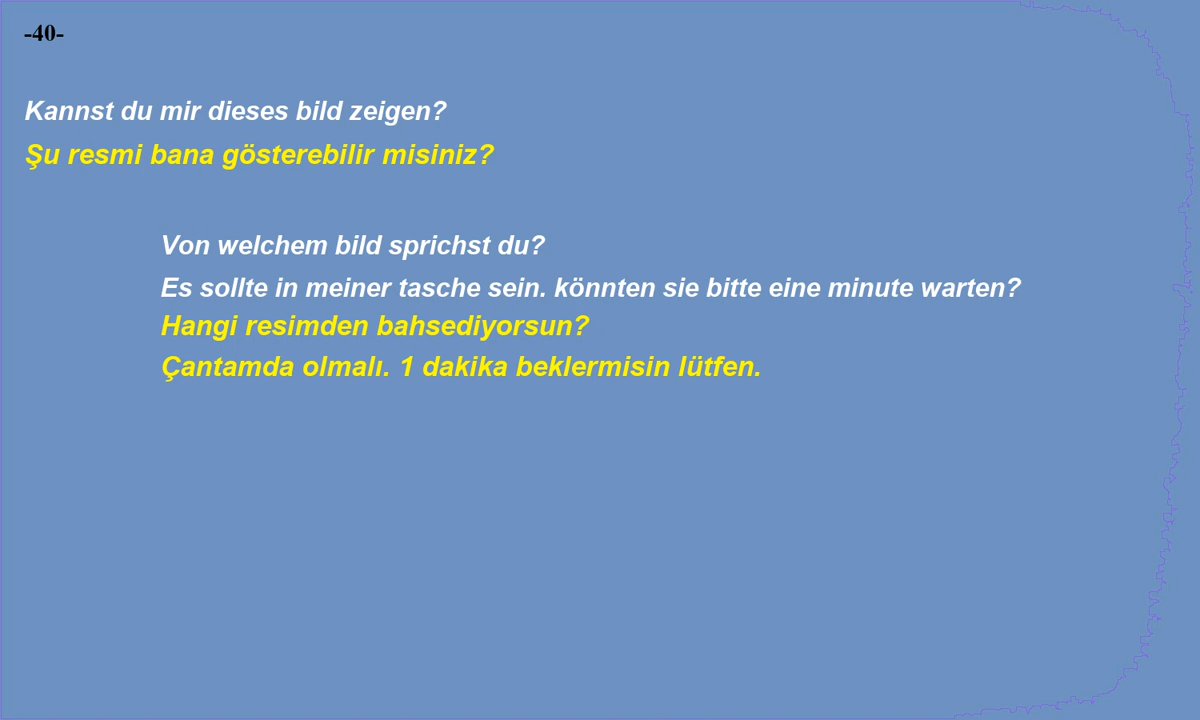 -40-
Kannst du mir dieses bild zeigen?
Şu resmi bana gösterebilir misiniz?
Von welchem bild sprichst du?
Es sollte in meiner tasche sein. könnten sie bitte eine minute warten?
Hangi resimden bahsediyorsun?
Çantamda olmalı. 1 dakika beklermisin lütfen.